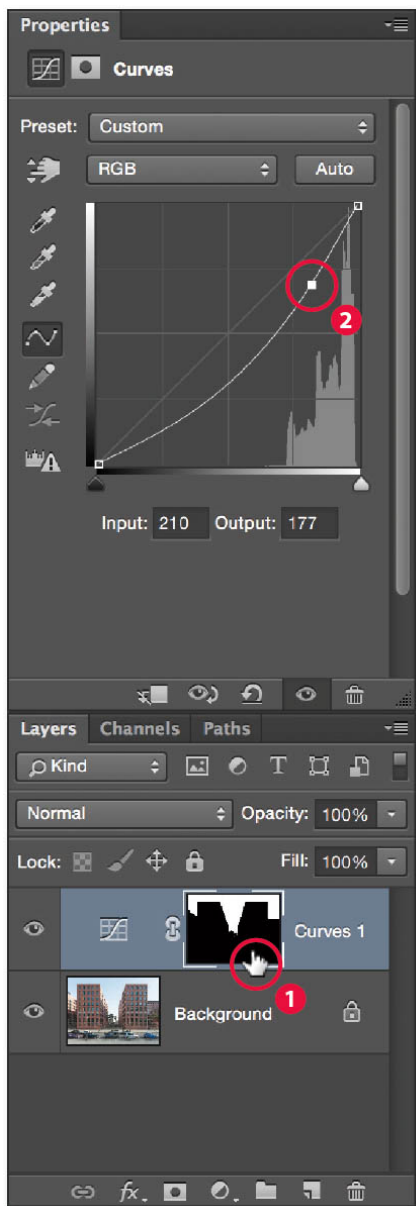 Properties
Curves
Preset: Custom
RGB Auto
2
Input: 210 Output: 177
Layers Channels Paths
Kind T
Normal Opacity: 100%
Lock: Fill: 100%
Curves 1
1
Background
fx